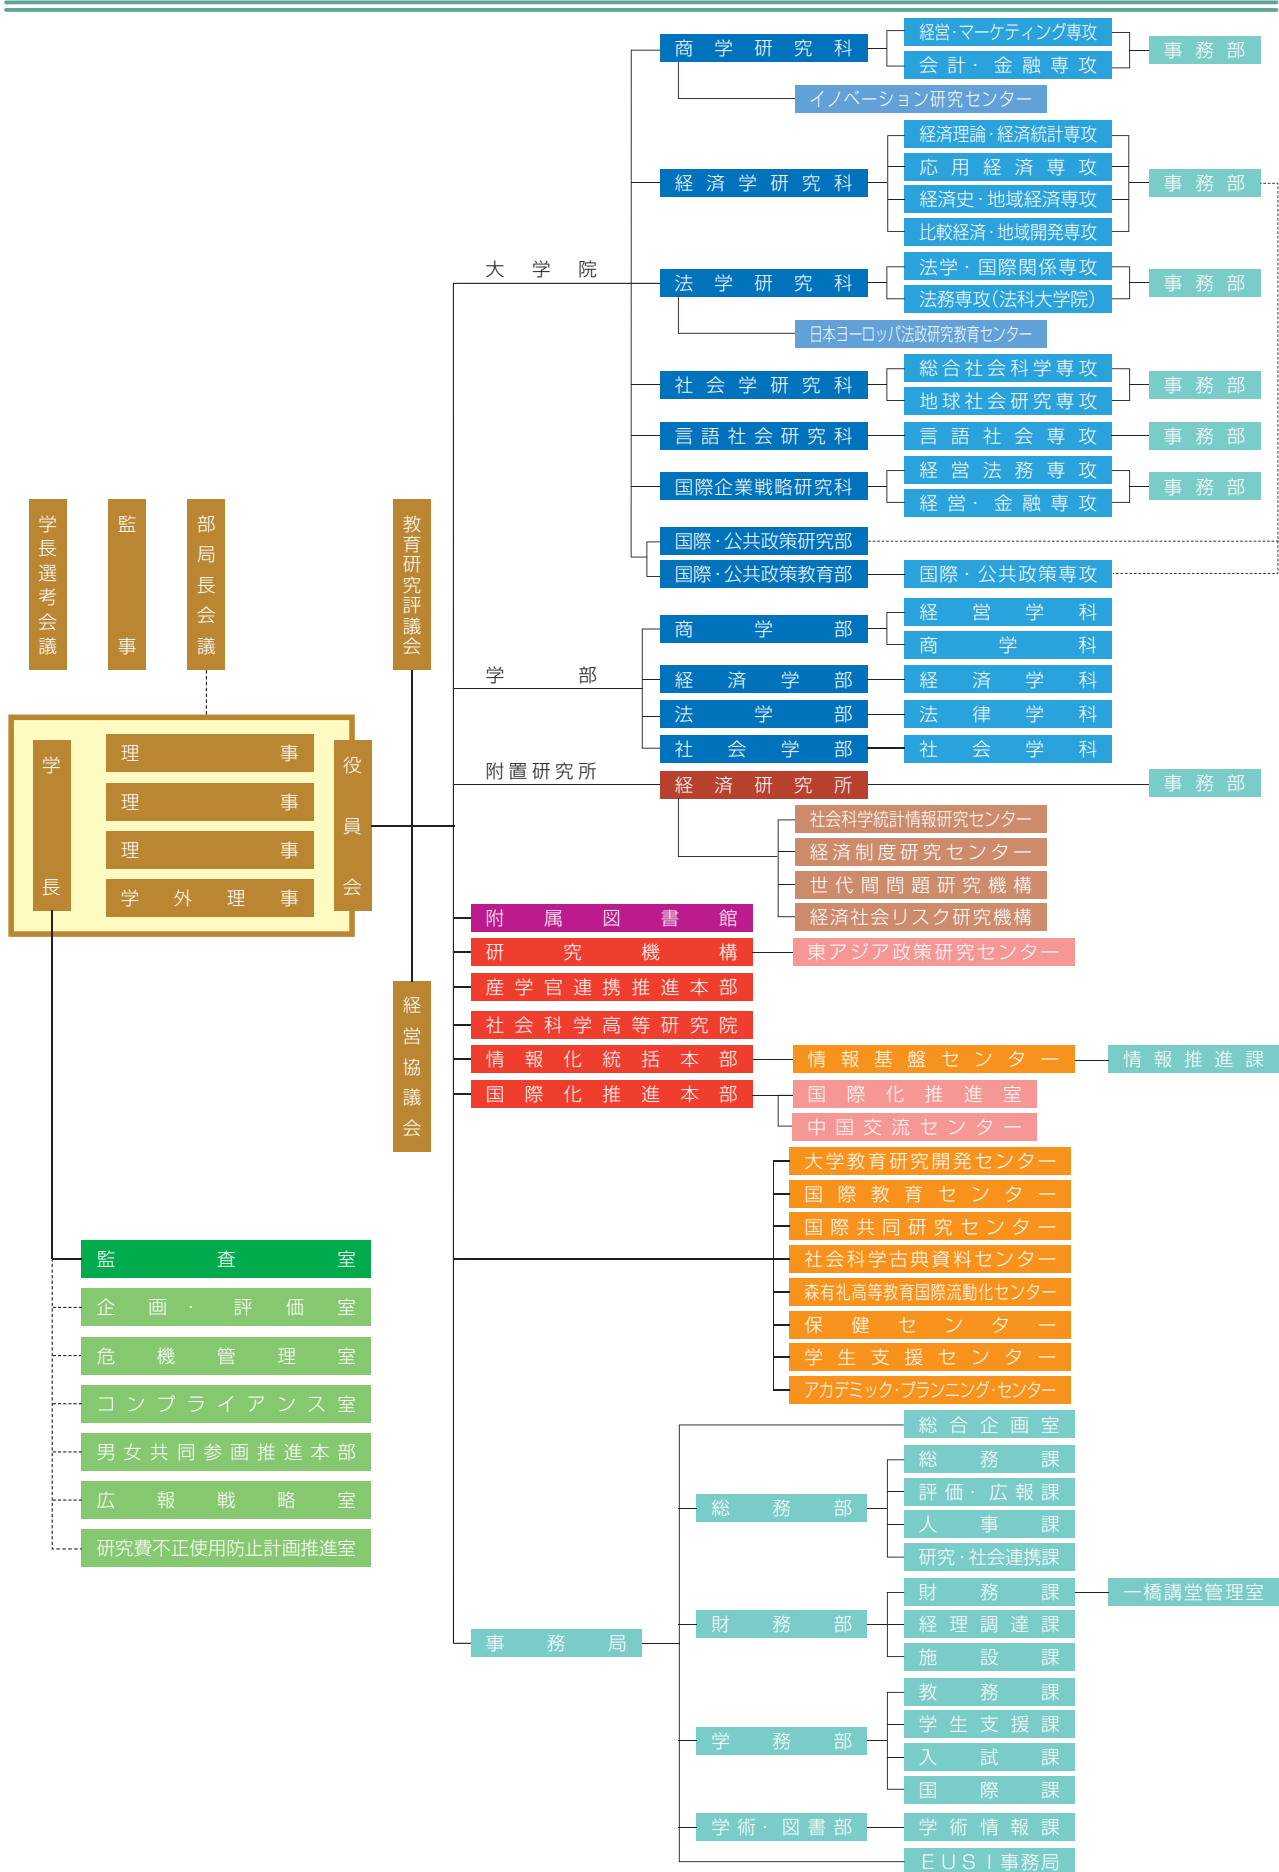 大学院
商学研究科
経営・マーケティング専攻
会計・金融専攻
事務部
イノベーション研究センター
経済学研究科
経済理論・経済統計専攻
応用経済専攻
経済史・地域経済専攻
比較経済・地域開発専攻
事務部
法学研究科
法学・国際関係専攻
法務専攻(法科大学院)
事務部
日本ヨーロッパ法政研究教育センター
社会学研究科
総合社会科学専攻
地球社会研究専攻
事務部
言語社会研究科
言語社会専攻
事務部
国際企業戦略研究科
経営法務専攻
経営・金融専攻
事務部
国際・公共政策研究部
国際・公共政策教育部
国際・公共政策専攻
学部
商学部
経営学科
商学科
経済学部
経済学科
法学部
法律学科
社会学部
社会学科
附置研究所
経済研究所
事務部
社会科学統計情報研究センター
経済制度研究センター
世代間問題研究機構
経済社会リスク研究機構
学長選考会議
監事
部局長会議
教育研究評議会
学長
理事
理事
理事
学外理事
役員会
経営協議会
附属図書館
研究機構
東アジア政策研究センター
産学官連携推進本部
社会科学高等研究院
情報化統括本部
情報基盤センター
情報推進課
国際化推進本部
国際化推進室
中国交流センター
大学教育研究開発センター
国際教育センター
国際共同研究センター
社会科学古典資料センター
森有礼高等教育国際流動化センター
保健センター
学生支援センター
アカデミック・プランニング・センター
監査室
企画・評価室
危機管理室
コンプライアンス室
男女共同参画推進本部
広報戦略室
研究費不正使用防止計画推進室
事務局
総合企画室
総務部
総務課
評価・広報課
人事課
研究・社会連携課
財務部
財務課
一橋講堂管理室
経理調達課
施設課
学務部
教務課
学生支援課
入試課
国際課
学術・図書部
学術情報課
EUSI事務局